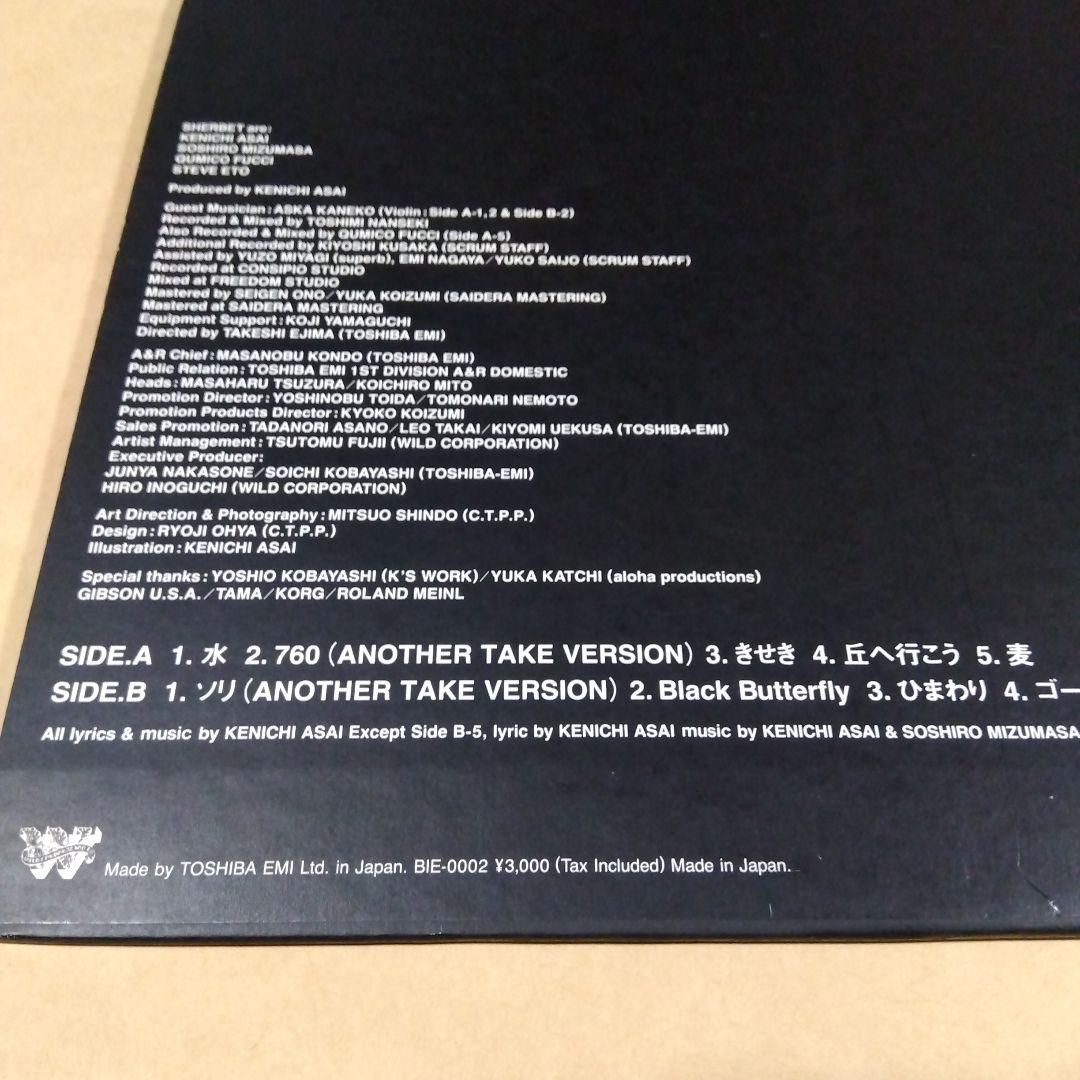 SHERBET are:
KENICHI ASAI
SOSHIRO MIZUMASA
GUMICO FUCCI
STEVE ETO
Produced by KENICHI ASAI
Guest Musician:ASKA KANEKO (Violin:Side A-1,2 & Side B-2)
Recorded & Mixed by TOSHIMI NANSEKI
Also Recorded & Mixed by GUMICO FUCCI (Side A-5)
Additional Recorded by KIYOSHI KUSAKA (SCRUM STAFF)
Assisted by YUZO MIYAGI (superb), EMI NAGAYA/YUKO SAIJO (SCRUM STAFF)
Recorded at CONSIPIO STUDIO
Mixed at FREEDOM STUDIO
Mastered by SEIGEN ONO/YUKA KOIZUMI (SAIDERA MASTERING)
Mastered at SAIDERA MASTERING
Equipment Support:KOJI YAMAGUCHI
Directed by TAKESHI EJIMA (TOSHIBA EMI)
A&R Chief:MASANOBU KONDO (TOSHIBA EMI)
Public Relation:TOSHIBA EMI 1ST DIVISION A&R DOMESTIC
Heads:MASAHARU TSUZURA/KOICHIRO MITO
Promotion Director:YOSHINOBU TOIDA/TOMONARI NEMOTO
Promotion Products Director:KYOKO KOIZUMI
Sales Promotion:TADANORI ASANO/LEO TAKAI/KIYOMI UEKUSA (TOSHIBA-EMI)
Artist Management:TSUTOMU FUJII (WILD CORPORATION)
Executive Producer:
JUNYA NAKASONE/SOICHI KOBAYASHI (TOSHIBA-EMI)
HIRO INOGUCHI (WILD CORPORATION)
Art Direction & Photography:MITSUO SHINDO (C.T.P.P.)
Design:RYOJI OHYA (C.T.P.P.)
Illustration:KENICHI ASAI
Special thanks:YOSHIO KOBAYASHI (K'S WORK)/YUKA KATCHI (aloha productions)
GIBSON U.S.A./TAMA/KORG/ROLAND MEINL
SIDE.A 1. 水 2. 760 (ANOTHER TAKE VERSION) 3. きせき 4. 丘へ行こう 5. 麦
SIDE.B 1. ソリ (ANOTHER TAKE VERSION) 2. Black Butterfly 3. ひまわり 4. ゴー
All lyrics & music by KENICHI ASAI Except Side B-5, lyric by KENICHI ASAI music by KENICHI ASAI & SOSHIRO MIZUMASA
Made by TOSHIBA EMI Ltd. in Japan. BIE-0002 ¥3,000 (Tax Included) Made in Japan.